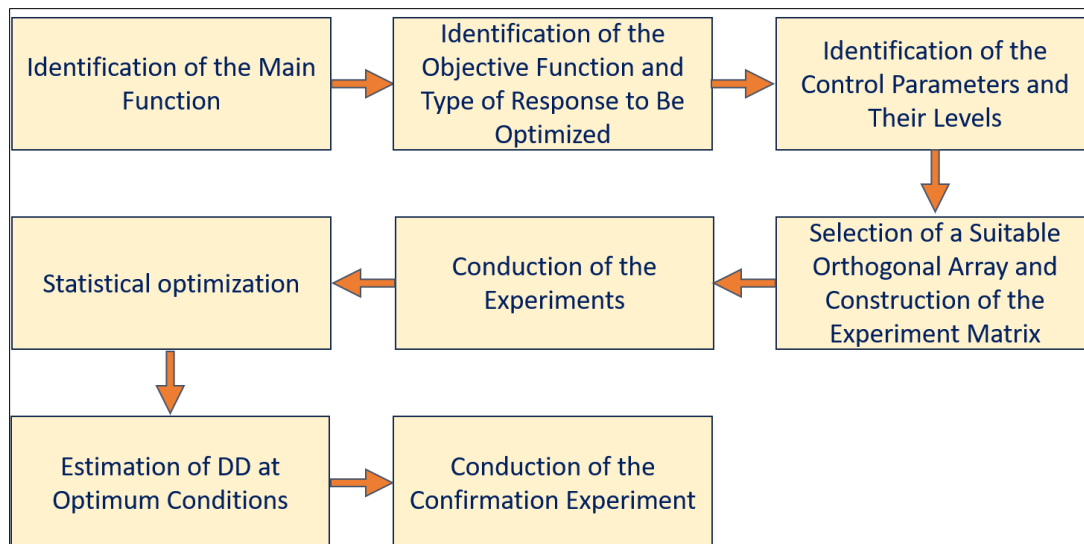 Identification of the Main
Function
Identification of the
Objective Function and
Type of Response to Be
Optimized
Identification of the
Control Parameters and
Their Levels
Selection of a Suitable
Orthogonal Array and
Construction of the
Experiment Matrix
Conduction of the
Experiments
Statistical optimization
Estimation of DD at
Optimum Conditions
Conduction of the
Confirmation Experiment